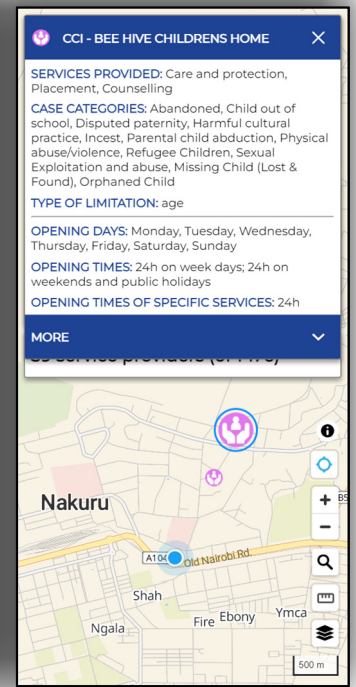 CCI - BEE HIVE CHILDRENS HOME
SERVICES PROVIDED: Care and protection,
Placement, Counselling
CASE CATEGORIES: Abandoned, Child out of
school, Disputed paternity, Harmful cultural
practice, Incest, Parental child abduction, Physical
abuse/violence, Refugee Children, Sexual
Exploitation and abuse, Missing Child (Lost &
Found), Orphaned Child
TYPE OF LIMITATION: age
OPENING DAYS: Monday, Tuesday, Wednesday,
Thursday, Friday, Saturday, Sunday
OPENING TIMES: 24h on week days; 24h on
weekends and public holidays
OPENING TIMES OF SPECIFIC SERVICES: 24h
MORE
service providers
Nakuru
A104
Old Nairobi Rd.
Shah
Ngala
Fire
Ebony
Ymca
500 m